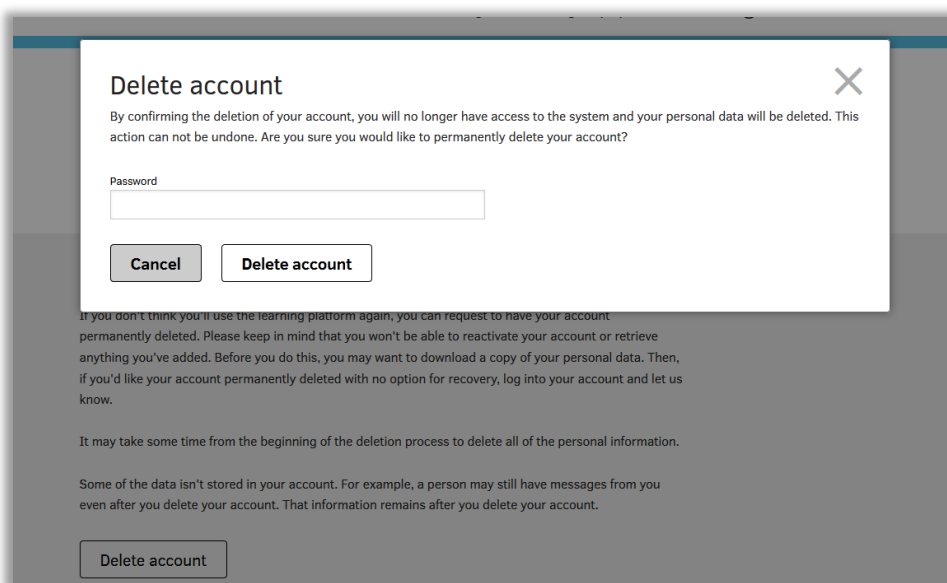 Delete account
By confirming the deletion of your account, you will no longer have access to the system and your personal data will be deleted. This
action can not be undone. Are you sure you would like to permanently delete your account?
Password
Cancel
Delete account
If you don't think you'll use the learning platform again, you can request to have your account
permanently deleted. Please keep in mind that you won't be able to reactivate your account or retrieve
anything you've added. Before you do this, you may want to download a copy of your personal data. Then,
if you'd like your account permanently deleted with no option for recovery, log into your account and let us
know.
It may take some time from the beginning of the deletion process to delete all of the personal information.
Some of the data isn't stored in your account. For example, a person may still have messages from you
even after you delete your account. That information remains after you delete your account.
Delete account